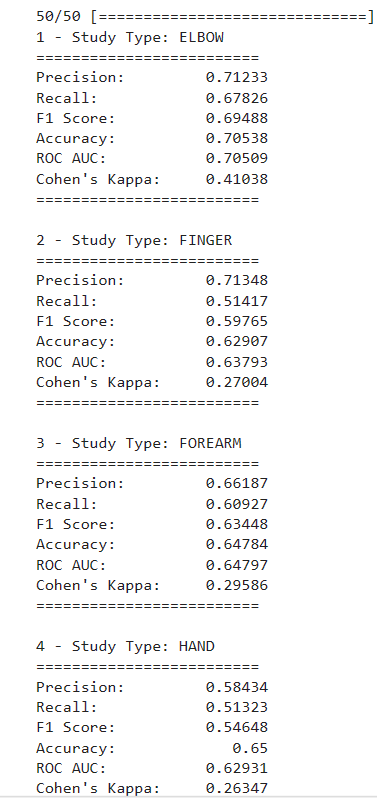 50/50 [==============================]
1 - Study Type: ELBOW
=========================
Precision: 0.71233
Recall: 0.67826
F1 Score: 0.69488
Accuracy: 0.70538
ROC AUC: 0.70509
Cohen's Kappa: 0.41038
=========================
2 - Study Type: FINGER
=========================
Precision: 0.71348
Recall: 0.51417
F1 Score: 0.59765
Accuracy: 0.62907
ROC AUC: 0.63793
Cohen's Kappa: 0.27004
=========================
3 - Study Type: FOREARM
=========================
Precision: 0.66187
Recall: 0.60927
F1 Score: 0.63448
Accuracy: 0.64784
ROC AUC: 0.64797
Cohen's Kappa: 0.29586
=========================
4 - Study Type: HAND
=========================
Precision: 0.58434
Recall: 0.51323
F1 Score: 0.54648
Accuracy: 0.65
ROC AUC: 0.62931
Cohen's Kappa: 0.26347